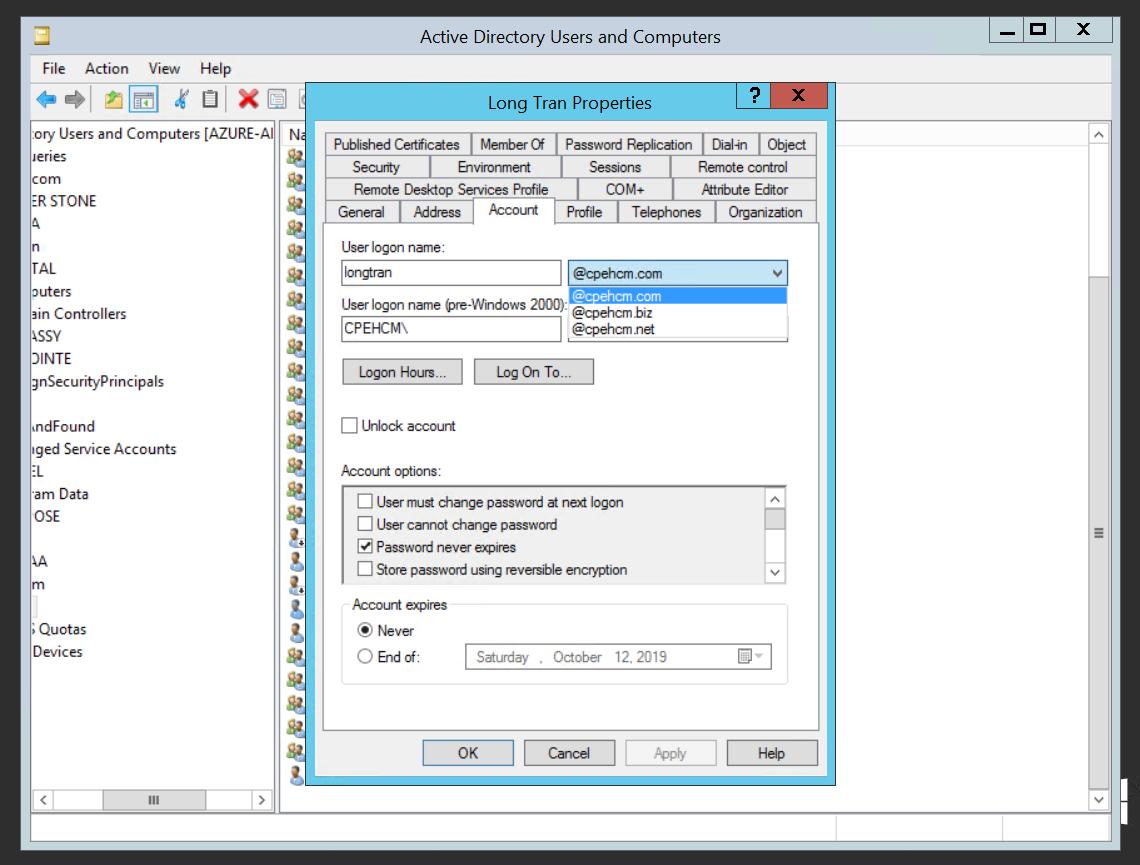 Active Directory Users and Computers
File Action View Help
Long Tran Properties
?
X
ory Users and Computers [AZURE-AI
ueries
com
ER STONE
A
n
TAL
puters
ain Controllers
ASSY
OINTE
gnSecurityPrincipals
AndFound
aged Service Accounts
EL
ram Data
OSE
AA
m
S Quotas
Devices
Na
Published Certificates Member Of Password Replication Dial-in Object
Security Environment Sessions Remote control
Remote Desktop Services Profile COM+ Attribute Editor
General Address Account Profile Telephones Organization
User logon name:
longtran @cpehcm.com
@cpehcm.com
@cpehcm.biz
@cpehcm.net
User logon name (pre-Windows 2000):
CPEHCM\
Logon Hours... Log On To...
Unlock account
Account options:
User must change password at next logon
User cannot change password
Password never expires
Store password using reversible encryption
Account expires
Never
End of: Saturday , October 12, 2019
OK Cancel Apply Help